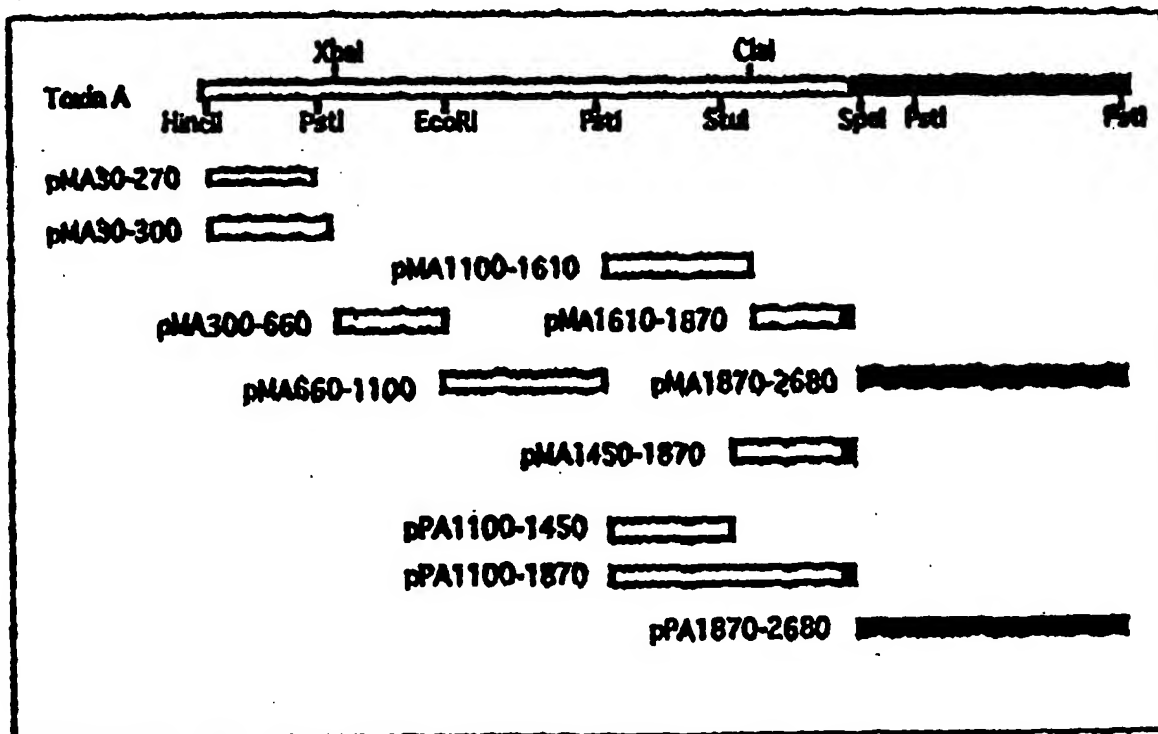 XbaI ClaI
Toxin A
HincII PstI EcoRI PstI StuI SpeI PstI PstI
pMA30-270
pMA30-300
pMA1100-1610
pMA300-660 pMA1610-1870
pMA660-1100 pMA1870-2680
pMA1450-1870
pPA1100-1450
pPA1100-1870
pPA1870-2680